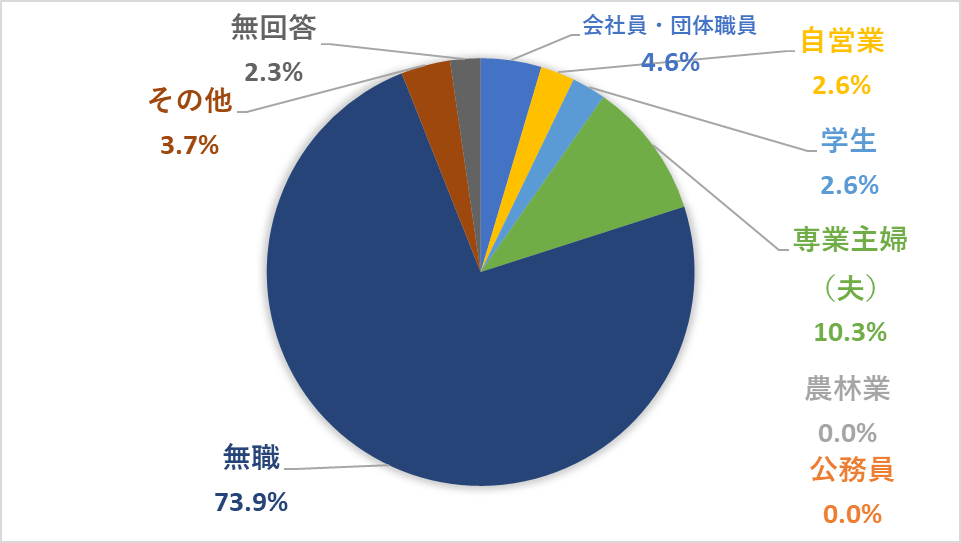 会社員・団体職員
4.6%
自営業
2.6%
学生
2.6%
専業主婦
（夫）
10.3%
農林業
0.0%
公務員
0.0%
無職
73.9%
その他
3.7%
無回答
2.3%